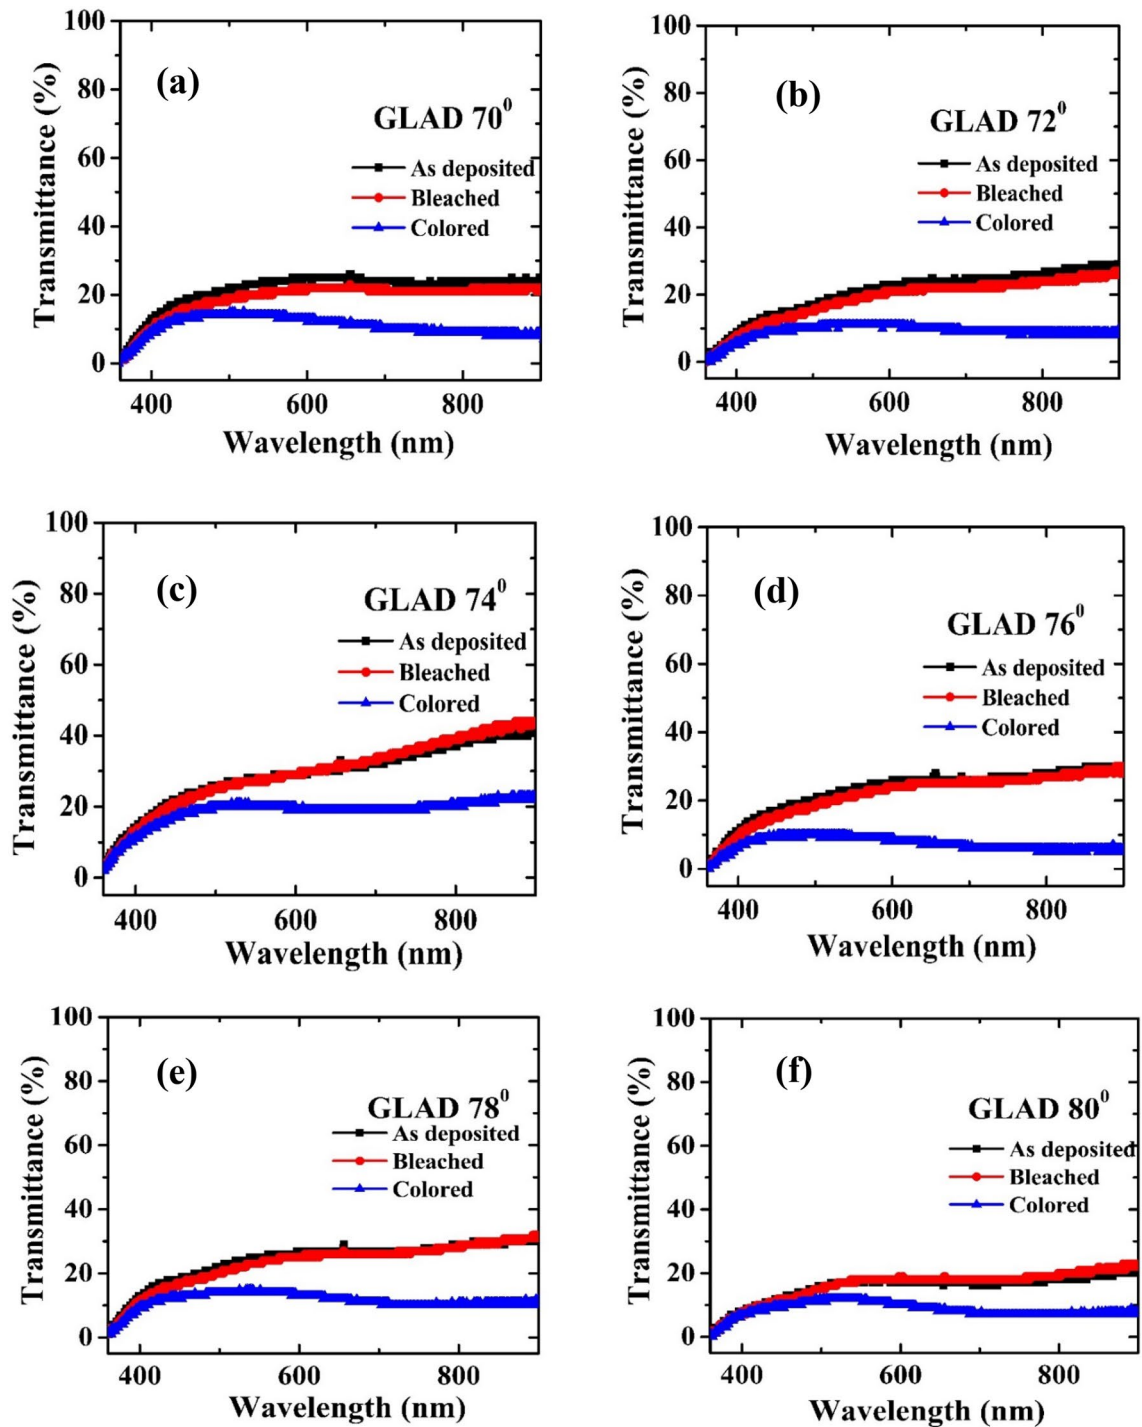 (a)
GLAD 70⁰
As deposited
Bleached
Colored
Transmittance (%)
100
80
60
40
20
0
400 600 800
Wavelength (nm)
(b)
GLAD 72⁰
As deposited
Bleached
Colored
Transmittance (%)
100
80
60
40
20
0
400 600 800
Wavelength (nm)
(c)
GLAD 74⁰
As deposited
Bleached
Colored
Transmittance (%)
100
80
60
40
20
0
400 600 800
Wavelength (nm)
(d)
GLAD 76⁰
As deposited
Bleached
Colored
Transmittance (%)
100
80
60
40
20
0
400 600 800
Wavelength (nm)
(e)
GLAD 78⁰
As deposited
Bleached
Colored
Transmittance (%)
100
80
60
40
20
0
400 600 800
Wavelength (nm)
(f)
GLAD 80⁰
As deposited
Bleached
Colored
Transmittance (%)
100
80
60
40
20
0
400 600 800
Wavelength (nm)